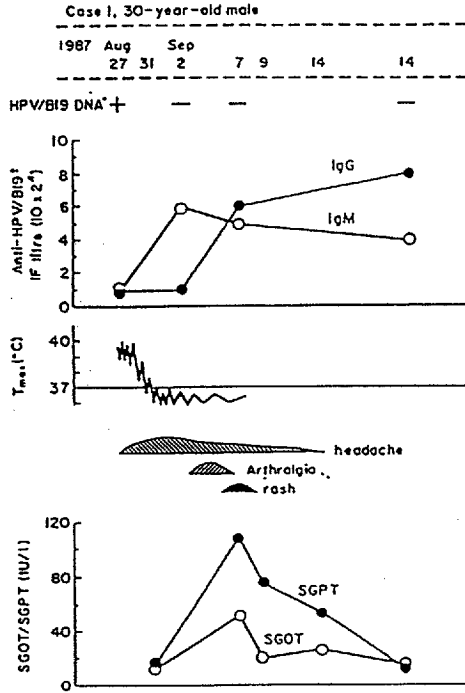 Case 1, 30-year-old male
1987 Aug Sep
27 31 2 7 9 14 14
HPV/B19 DNA* + − − −
Anti-HPV/B19‡
IF titra (10 x 2ⁿ)
10
8
6
4
2
0
IgG
IgM
Tmax(°C)
40
37
headache
Arthralgia
rash
SGOT/SGPT (IU/l)
120
80
40
0
SGPT
SGOT